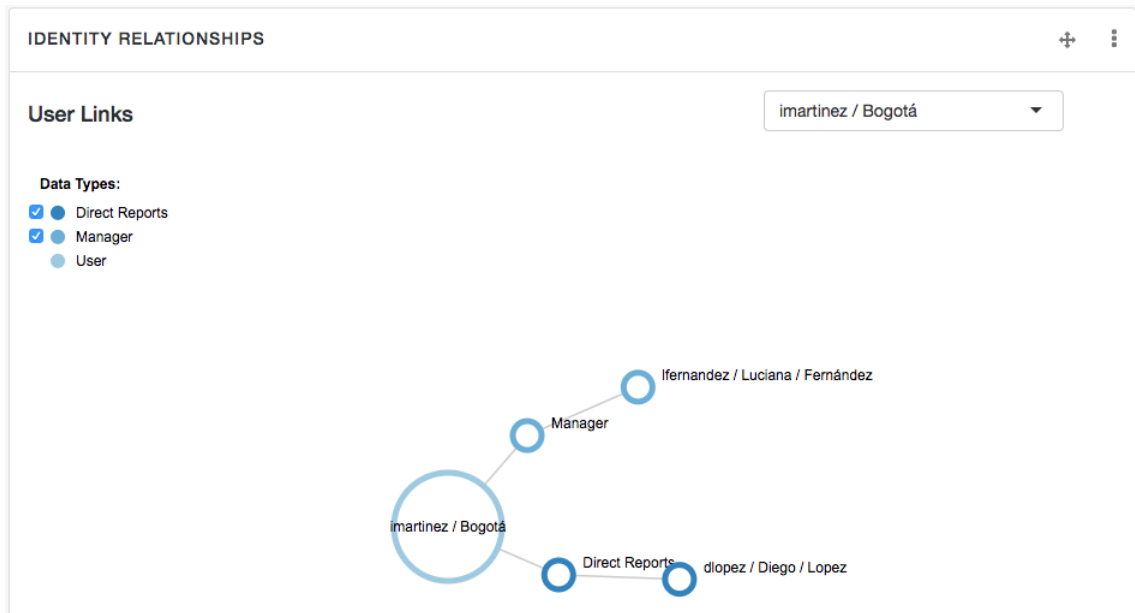 IDENTITY RELATIONSHIPS
User Links
imartinez / Bogotá
Data Types:
Direct Reports
Manager
User
lfernandez / Luciana / Fernández
Manager
imartinez / Bogotá
Direct Reports
dlopez / Diego / Lopez